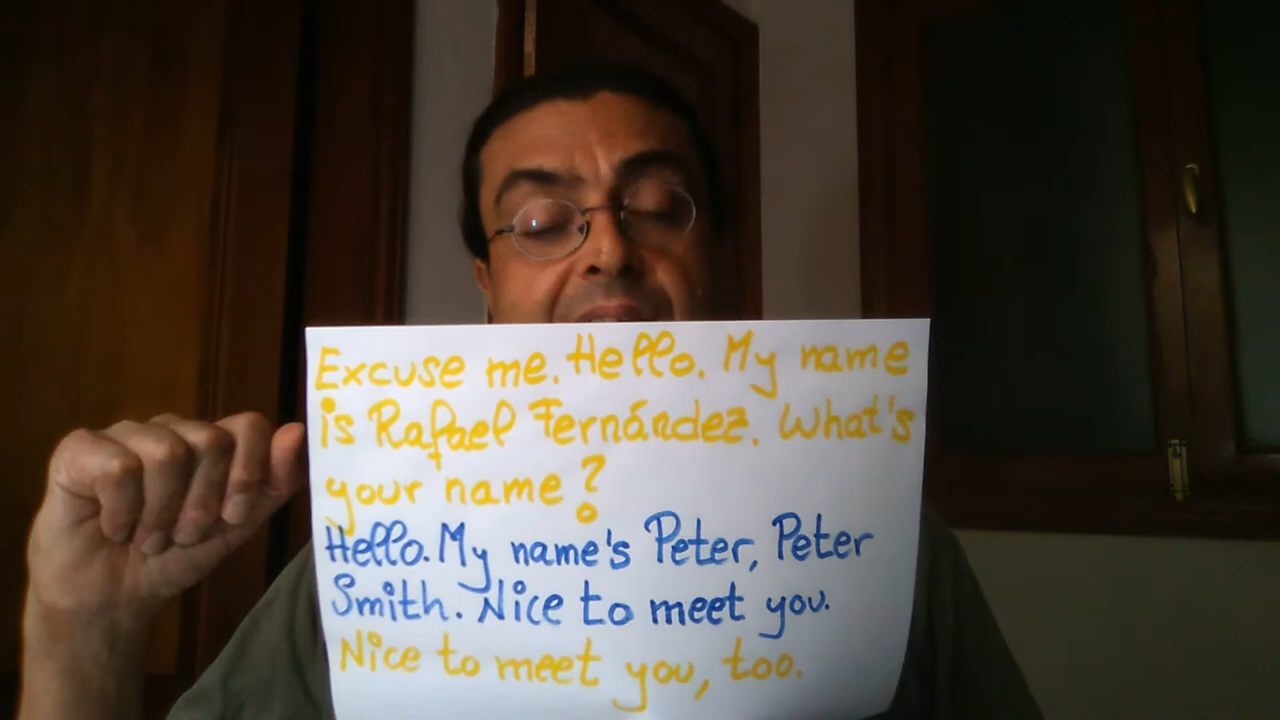 Excuse me. Hello. My name
is Rafael Fernández. What's
your name?
Hello. My name's Peter, Peter
Smith. Nice to meet you.
Nice to meet you, too.